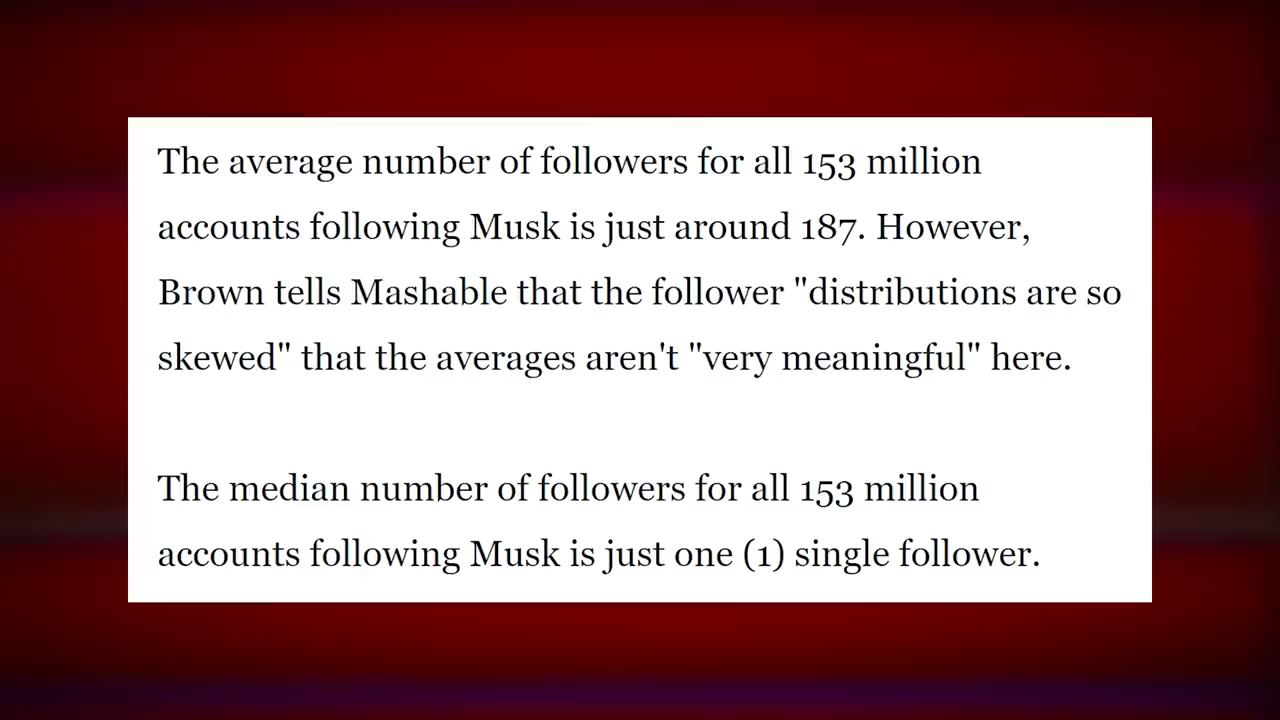 The average number of followers for all 153 million
accounts following Musk is just around 187. However,
Brown tells Mashable that the follower "distributions are so
skewed" that the averages aren't "very meaningful" here.
The median number of followers for all 153 million
accounts following Musk is just one (1) single follower.